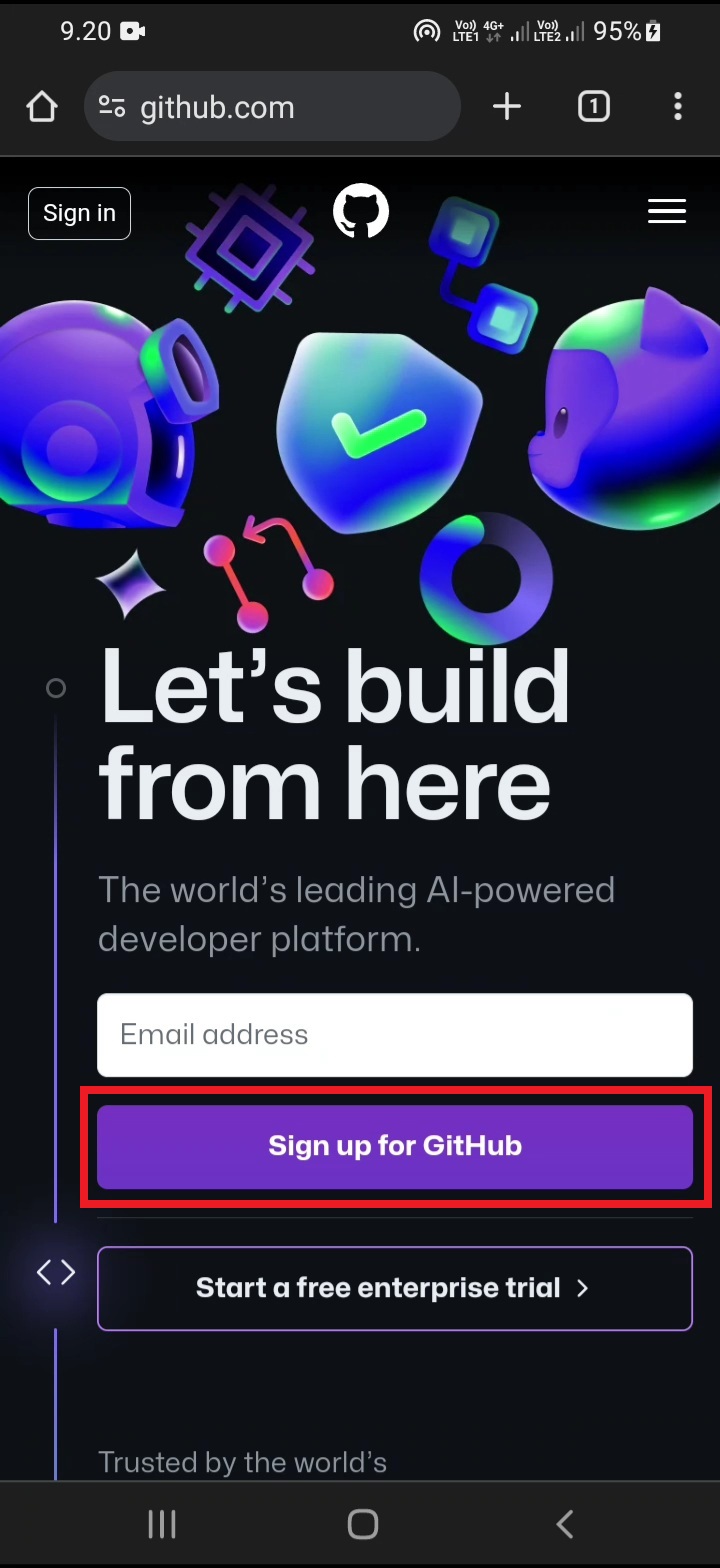 9.20
Vo)) 4G+ Vo)) 95%
LTE1 LTE2
github.com
1
Sign in
Let’s build
from here
The world’s leading AI-powered
developer platform.
Email address
Sign up for GitHub
Start a free enterprise trial
Trusted by the world’s